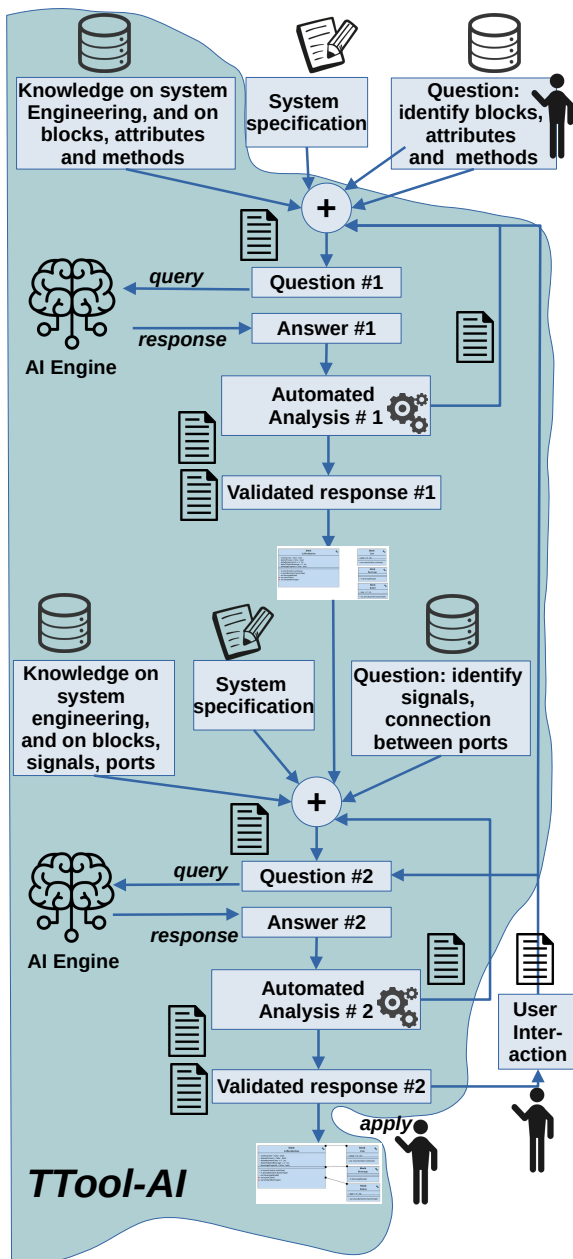 Knowledge on system
Engineering, and on
blocks, attributes
and methods
System
specification
Question:
identify blocks,
attributes
and methods
+
query
Question #1
response
Answer #1
AI Engine
Automated
Analysis # 1
Validated response #1
Knowledge on
system
engineering,
and on blocks,
signals, ports
System
specification
Question: identify
signals,
connection
between ports
+
query
Question #2
response
Answer #2
AI Engine
Automated
Analysis # 2
User
Inter-
action
Validated response #2
apply
TTool-AI